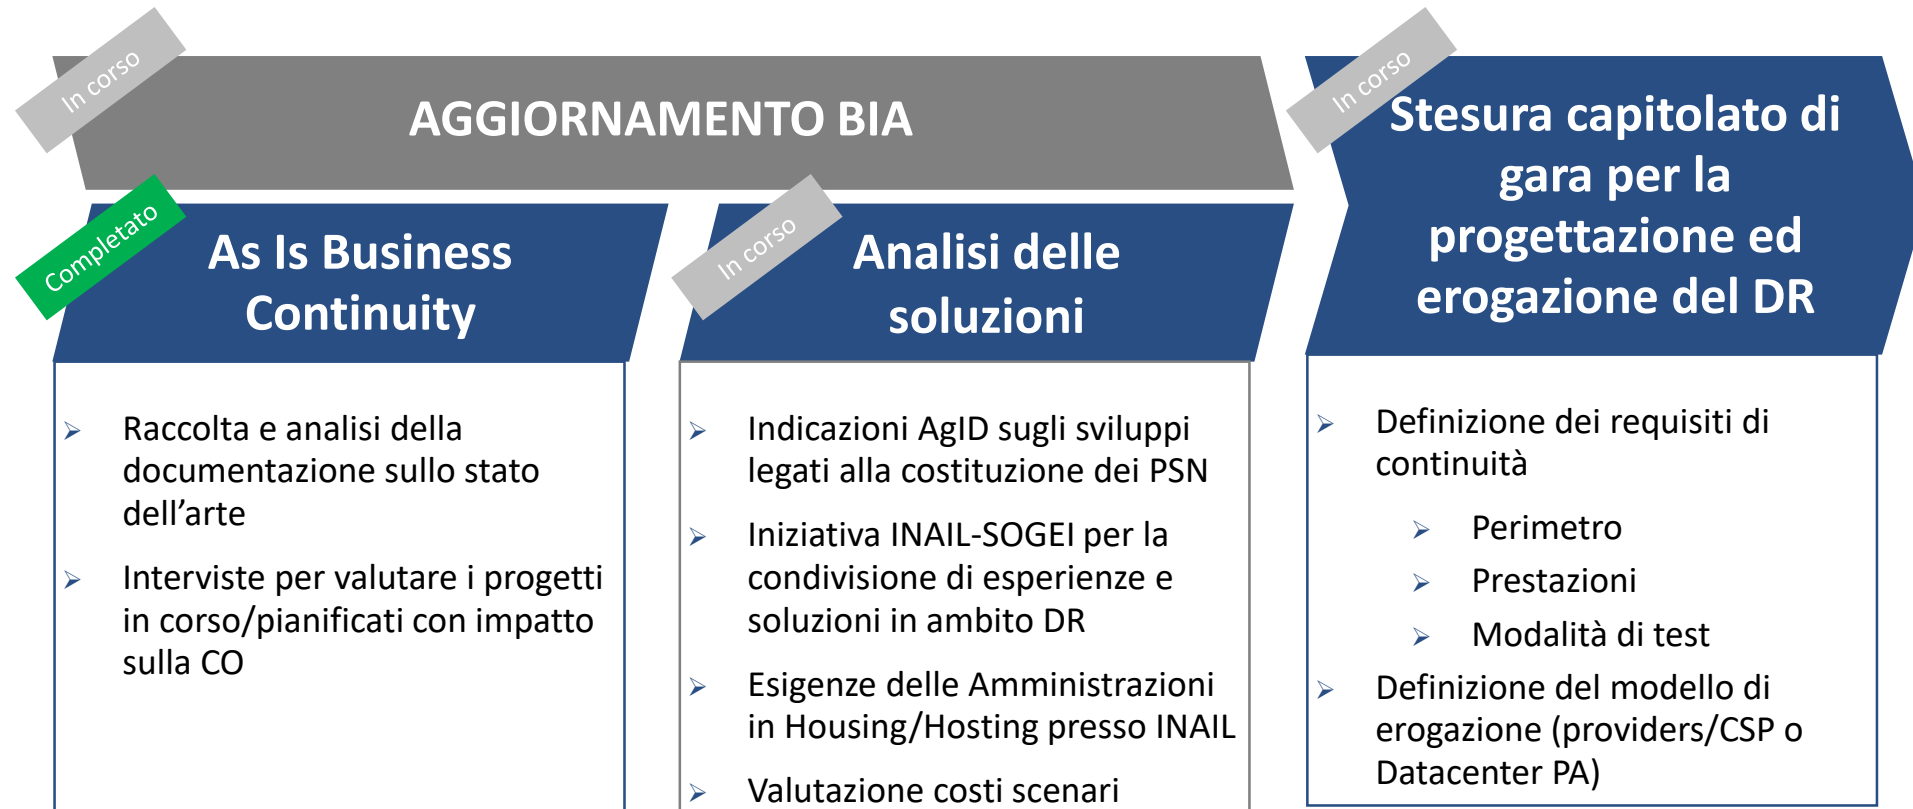 In corso
AGGIORNAMENTO BIA
Completato
As Is Business
Continuity
➢ Raccolta e analisi della
documentazione sullo stato
dell’arte
➢ Interviste per valutare i progetti
in corso/pianificati con impatto
sulla CO
In corso
Analisi delle
soluzioni
➢ Indicazioni AgID sugli sviluppi
legati alla costituzione dei PSN
➢ Iniziativa INAIL-SOGEI per la
condivisione di esperienze e
soluzioni in ambito DR
➢ Esigenze delle Amministrazioni
in Housing/Hosting presso INAIL
➢ Valutazione costi scenari
In corso
Stesura capitolato di
gara per la
progettazione ed
erogazione del DR
➢ Definizione dei requisiti di
continuità
➢ Perimetro
➢ Prestazioni
➢ Modalità di test
➢ Definizione del modello di
erogazione (providers/CSP o
Datacenter PA)